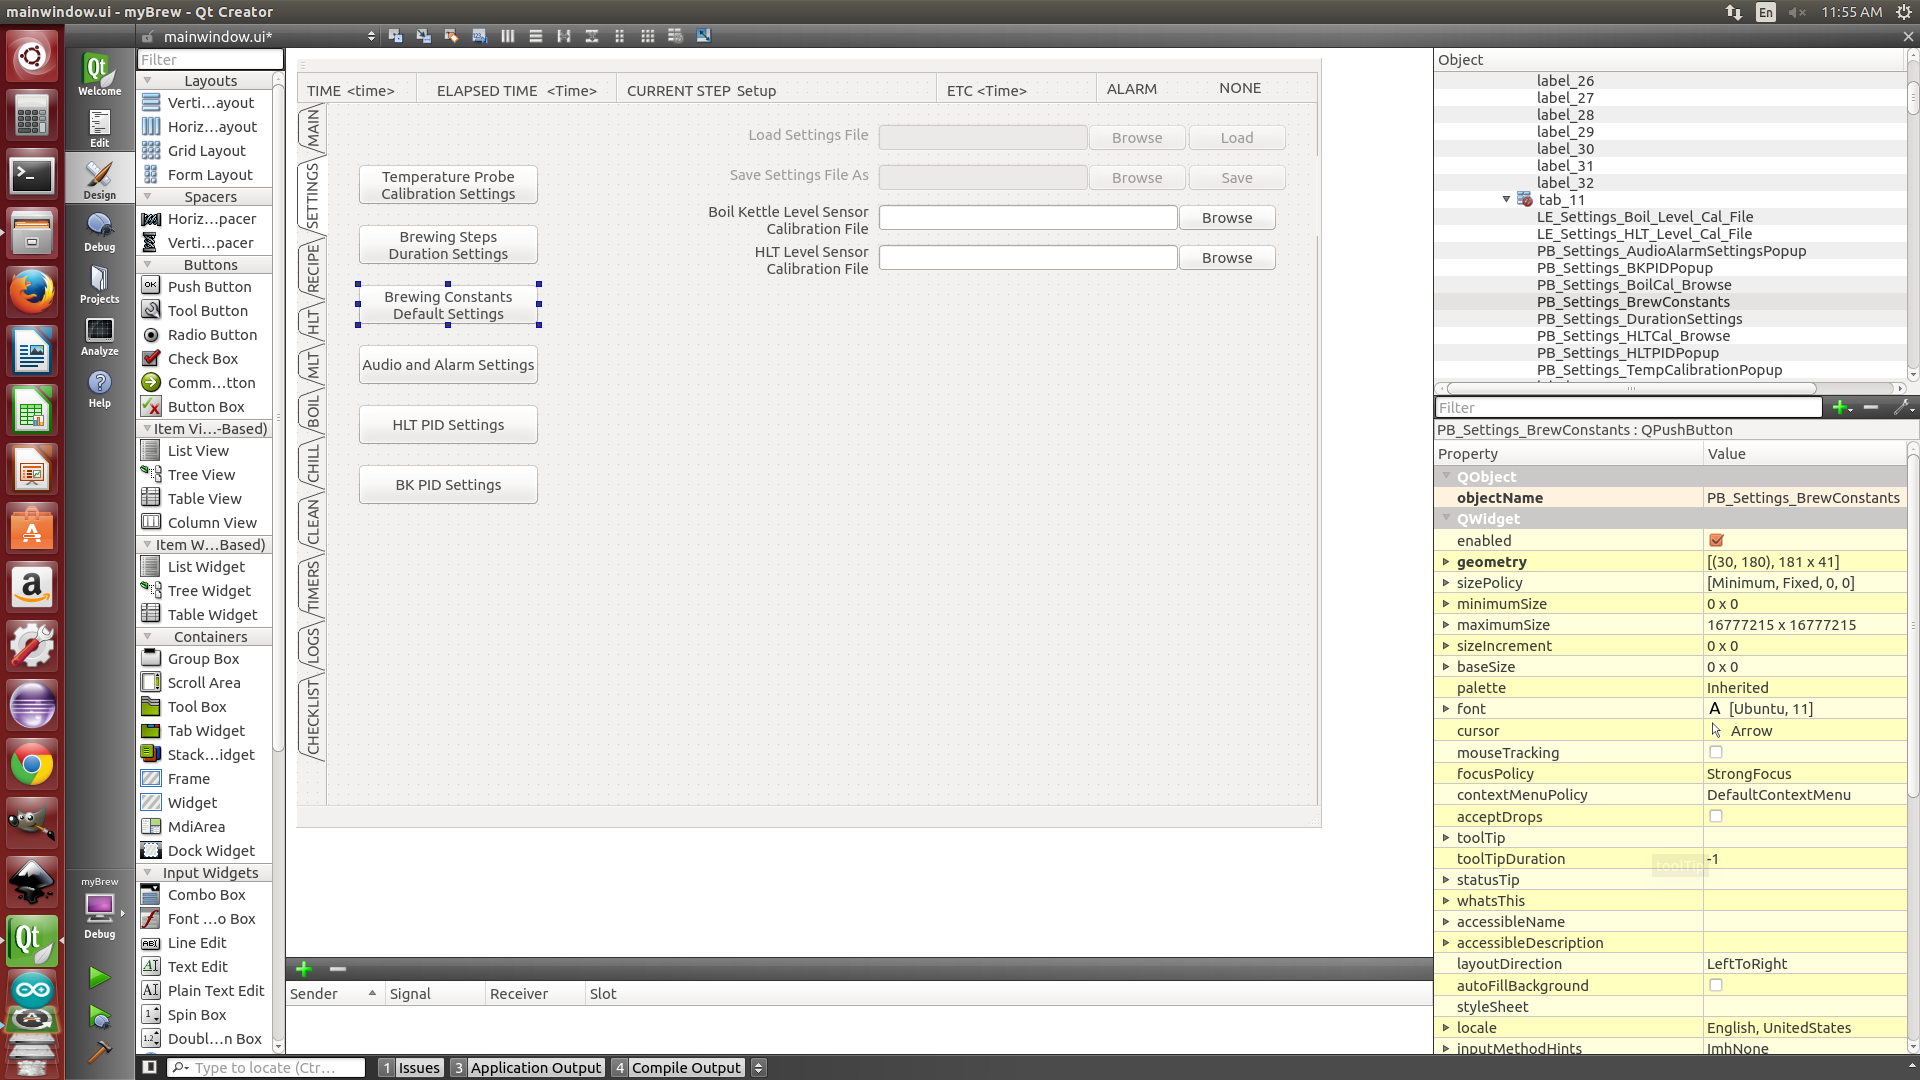 mainwindow.ui - myBrew - Qt Creator
En
11:55 AM
mainwindow.ui*
Welcome
Edit
Design
Debug
Projects
Analyze
Help
myBrew
Debug
Filter
Layouts
Verti...ayout
Horiz...ayout
Grid Layout
Form Layout
Spacers
Horiz...pacer
Verti...pacer
Buttons
Push Button
Tool Button
Radio Button
Check Box
Comm...tton
Button Box
Item Vi...-Based)
List View
Tree View
Table View
Column View
Item W...Based)
List Widget
Tree Widget
Table Widget
Containers
Group Box
Scroll Area
Tool Box
Tab Widget
Stack...idget
Frame
Widget
MdiArea
Dock Widget
Input Widgets
Combo Box
Font ...o Box
Line Edit
Text Edit
Plain Text Edit
Spin Box
Doubl...n Box
TIME <time>
ELAPSED TIME <Time>
CURRENT STEP Setup
ETC <Time>
ALARM
NONE
MAIN
SETTINGS
RECIPE
HLT
MLT
BOIL
CHILL
CLEAN
TIMERS
LOGS
CHECKLIST
Temperature Probe
Calibration Settings
Brewing Steps
Duration Settings
Brewing Constants
Default Settings
Audio and Alarm Settings
HLT PID Settings
BK PID Settings
Load Settings File
Browse
Load
Save Settings File As
Browse
Save
Boil Kettle Level Sensor
Calibration File
Browse
HLT Level Sensor
Calibration File
Browse
Sender
Signal
Receiver
Slot
Object
label_26
label_27
label_28
label_29
label_30
label_31
label_32
tab_11
LE_Settings_Boil_Level_Cal_File
LE_Settings_HLT_Level_Cal_File
PB_Settings_AudioAlarmSettingsPopup
PB_Settings_BKPIDPopup
PB_Settings_BoilCal_Browse
PB_Settings_BrewConstants
PB_Settings_DurationSettings
PB_Settings_HLTCal_Browse
PB_Settings_HLTPIDPopup
PB_Settings_TempCalibrationPopup
Filter
PB_Settings_BrewConstants : QPushButton
Property Value
QObject
objectName PB_Settings_BrewConstants
QWidget
enabled
geometry [(30, 180), 181 x 41]
sizePolicy [Minimum, Fixed, 0, 0]
minimumSize 0 x 0
maximumSize 16777215 x 16777215
sizeIncrement 0 x 0
baseSize 0 x 0
palette Inherited
font A [Ubuntu, 11]
cursor Arrow
mouseTracking
focusPolicy StrongFocus
contextMenuPolicy DefaultContextMenu
acceptDrops
toolTip
toolTipDuration -1
statusTip
whatsThis
accessibleName
accessibleDescription
layoutDirection LeftToRight
autoFillBackground
styleSheet
locale English, UnitedStates
inputMethodHints ImhNone
Type to locate (Ctr...
1 Issues
3 Application Output
4 Compile Output